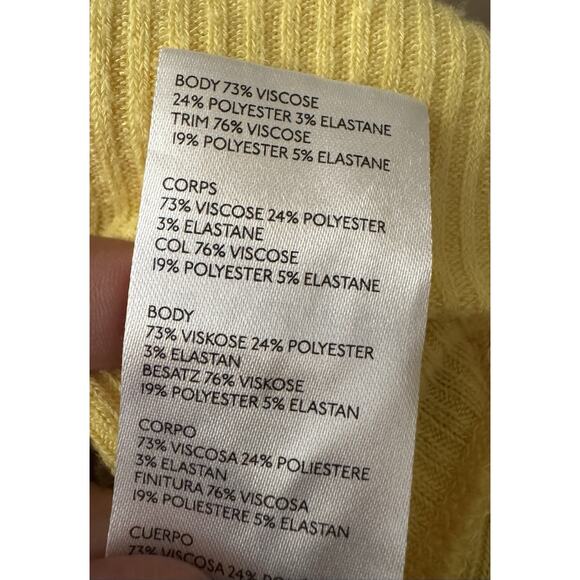 BODY 73% VISCOSE
24% POLYESTER 3% ELASTANE
TRIM 76% VISCOSE
19% POLYESTER 5% ELASTANE
CORPS
73% VISCOSE 24% POLYESTER
3% ELASTANE
COL 76% VISCOSE
19% POLYESTER 5% ELASTANE
BODY
73% VISKOSE 24% POLYESTER
3% ELASTAN
BESATZ 76% VISKOSE
19% POLYESTER 5% ELASTAN
CORPO
73% VISCOSA 24% POLIESTERE
3% ELASTAN
FINITURA 76% VISCOSA
19% POLIESTERE 5% ELASTAN
CUERPO
73% VISCOSA 24%